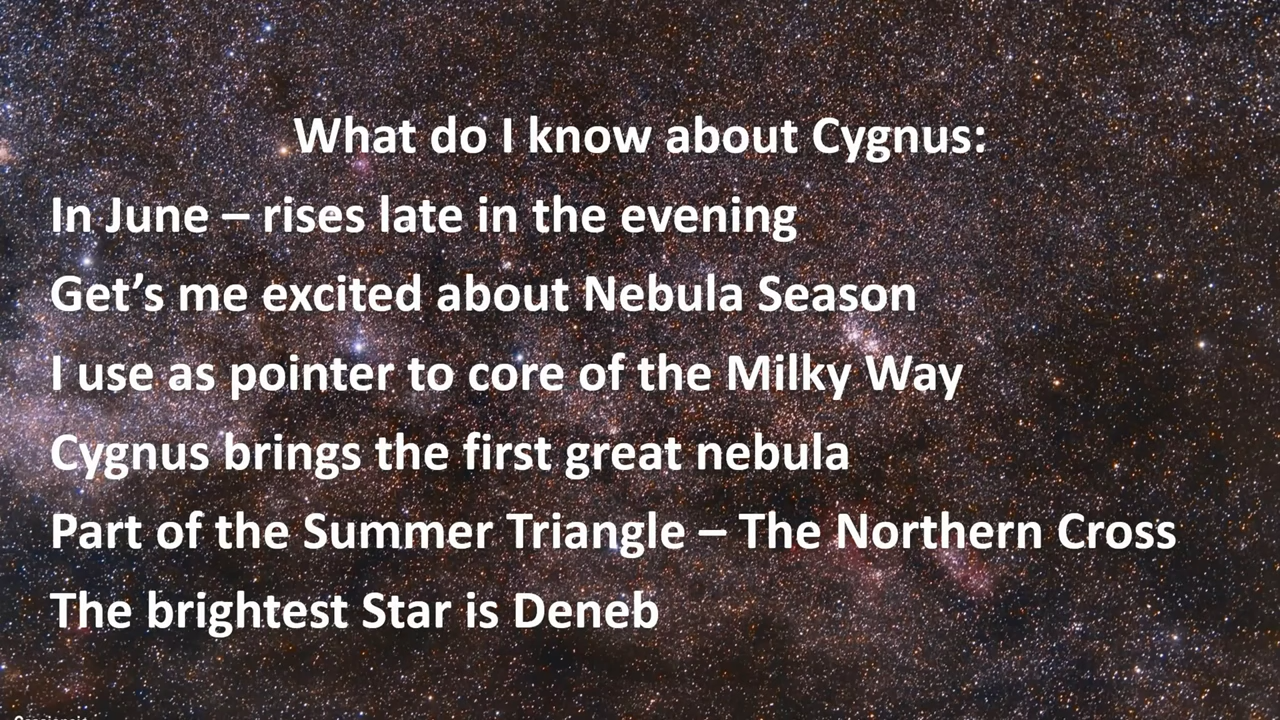 What do I know about Cygnus:
In June – rises late in the evening
Get’s me excited about Nebula Season
I use as pointer to core of the Milky Way
Cygnus brings the first great nebula
Part of the Summer Triangle – The Northern Cross
The brightest Star is Deneb